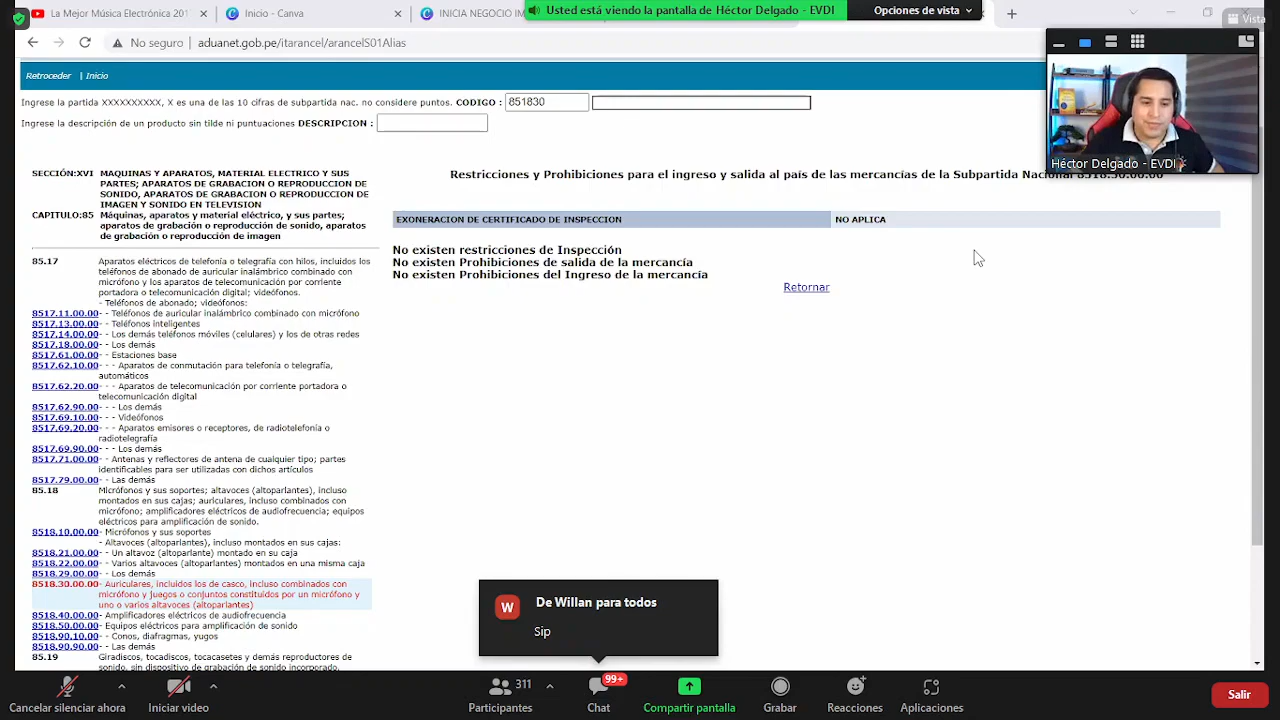 La Mejor Música Electrónica 201
Inicio - Canva
INICIA NEGOCIO IM
Usted está viendo la pantalla de Héctor Delgado - EVDI
Opciones de vista
Vista
No seguro
aduanet.gob.pe/itarancel/arancelS01Alias
Retroceder | Inicio
Ingrese la partida XXXXXXXXXX, X es una de las 10 cifras de subpartida nac. no considere puntos. CODIGO : 851830
Ingrese la descripción de un producto sin tilde ni puntuaciones DESCRIPCION :
Héctor Delgado - EVDI
SECCIÓN:XVI MAQUINAS Y APARATOS, MATERIAL ELECTRICO Y SUS
PARTES; APARATOS DE GRABACION O REPRODUCCION DE
SONIDO, APARATOS DE GRABACION O REPRODUCCION DE
IMAGEN Y SONIDO EN TELEVISION
CAPITULO:85 Máquinas, aparatos y material eléctrico, y sus partes;
aparatos de grabación o reproducción de sonido, aparatos
de grabación o reproducción de imagen
85.17 Aparatos eléctricos de telefonía o telegrafía con hilos, incluidos los
teléfonos de abonado de auricular inalámbrico combinado con
micrófono y los aparatos de telecomunicación por corriente
portadora o telecomunicación digital; videófonos.
- Teléfonos de abonado; videófonos:
8517.11.00.00- - Teléfonos de auricular inalámbrico combinado con micrófono
8517.13.00.00- - Teléfonos inteligentes
8517.14.00.00- - Los demás teléfonos móviles (celulares) y los de otras redes
8517.18.00.00- - Los demás
8517.61.00.00- - Estaciones base
8517.62.10.00- - - Aparatos de conmutación para telefonía o telegrafía,
automáticos
8517.62.20.00- - - Aparatos de telecomunicación por corriente portadora o
telecomunicación digital
8517.62.90.00- - - Los demás
8517.69.10.00- - - Videófonos
8517.69.20.00- - - Aparatos emisores o receptores, de radiotelefonía o
radiotelegrafía
8517.69.90.00- - - Los demás
8517.71.00.00- - Antenas y reflectores de antena de cualquier tipo; partes
identificables para ser utilizadas con dichos artículos
8517.79.00.00- - Las demás
85.18 Micrófonos y sus soportes; altavoces (altoparlantes), incluso
montados en sus cajas; auriculares, incluso combinados con
micrófono; amplificadores eléctricos de audiofrecuencia; equipos
eléctricos para amplificación de sonido.
8518.10.00.00- Micrófonos y sus soportes
- Altavoces (altoparlantes), incluso montados en sus cajas:
8518.21.00.00- - Un altavoz (altoparlante) montado en su caja
8518.22.00.00- - Varios altavoces (altoparlantes) montados en una misma caja
8518.29.00.00- - Los demás
8518.30.00.00- Auriculares, incluidos los de casco, incluso combinados con
micrófono y juegos o conjuntos constituidos por un micrófono y
uno o varios altavoces (altoparlantes)
8518.40.00.00- Amplificadores eléctricos de audiofrecuencia
8518.50.00.00- Equipos eléctricos para amplificación de sonido
8518.90.10.00- - Conos, diafragmas, yugos
8518.90.90.00- - Las demás
85.19 Giradiscos, tocadiscos, tocacasetes y demás reproductores de
sonido, sin dispositivo de grabación de sonido incorporado.
Restricciones y Prohibiciones para el ingreso y salida al país de las mercancías de la Subpartida Nacional 8518.30.00.00
EXONERACION DE CERTIFICADO DE INSPECCION NO APLICA
No existen restricciones de Inspección
No existen Prohibiciones de salida de la mercancía
No existen Prohibiciones del Ingreso de la mercancía
Retornar
W
De Willan para todos
Sip
Cancelar silenciar ahora
Iniciar video
311
Participantes
99+
Chat
Compartir pantalla
Grabar
Reacciones
Aplicaciones
Salir